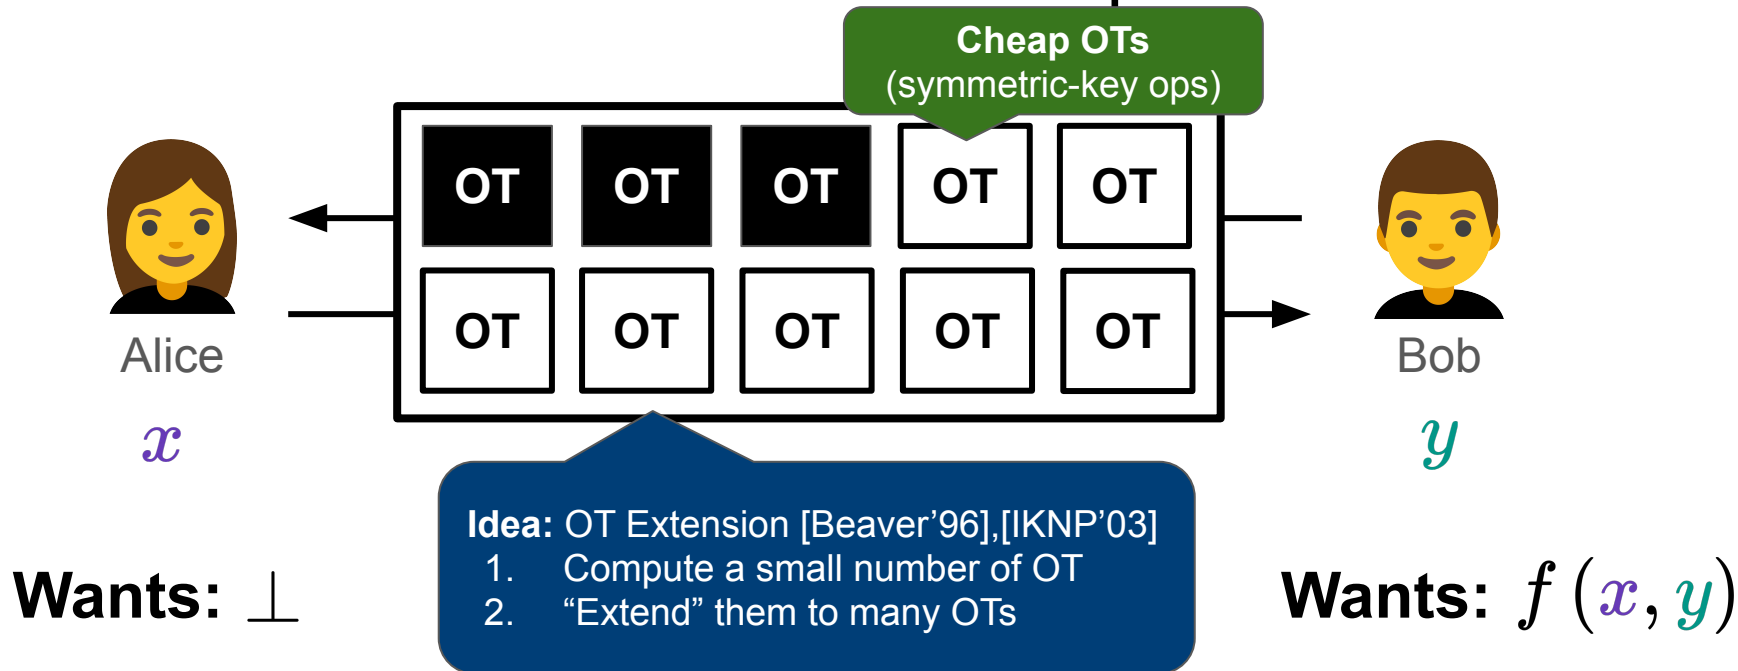 Cheap OTs
(symmetric-key ops)
OT OT OT OT OT
OT OT OT OT OT
Alice
Bob
x
y
Idea: OT Extension [Beaver’96],[IKNP’03]
1. Compute a small number of OT
2. “Extend” them to many OTs
Wants: ⊥
Wants: f (x, y)